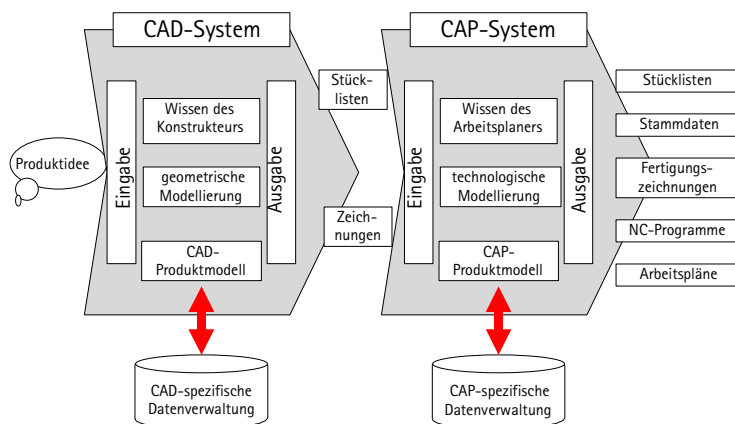 CAD-System
CAP-System
Produktidee
Eingabe
Wissen des
Konstrukteurs
geometrische
Modellierung
CAD-
Produktmodell
Ausgabe
Stück-
listen
Zeich-
nungen
Eingabe
Wissen des
Arbeitsplaners
technologische
Modellierung
CAP-
Produktmodell
Ausgabe
Stücklisten
Stammdaten
Fertigungs-
zeichnungen
NC-Programme
Arbeitspläne
CAD-spezifische
Datenverwaltung
CAP-spezifische
Datenverwaltung